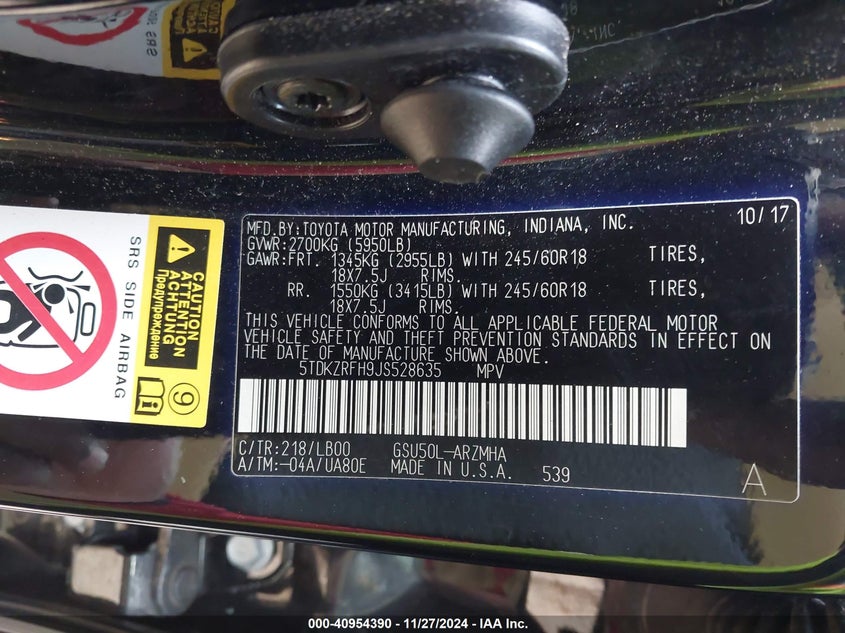 10/17
MFD.BY:TOYOTA MOTOR MANUFACTURING, INDIANA, INC.
GVWR:2700KG (5950LB)
GAWR:FRT. 1345KG (2955LB) WITH 245/60R18 TIRES,
18X7.5J RIMS.
RR. 1550KG (3415LB) WITH 245/60R18 TIRES,
18X7.5J RIMS.
THIS VEHICLE CONFORMS TO ALL APPLICABLE FEDERAL MOTOR
VEHICLE SAFETY AND THEFT PREVENTION STANDARDS IN EFFECT ON
THE DATE OF MANUFACTURE SHOWN ABOVE.
5TDKZRFH9JS528635 MPV
C/TR:218/LB00 GSU50L-ARZMHA
A/TM:-04A/UA80E MADE IN U.S.A. 539
A
SRS SIDE AIRBAG
CAUTION
ATTENTION
ACHTUNG
Предупреждение
9
000-40954390 - 11/27/2024 - IAA Inc.